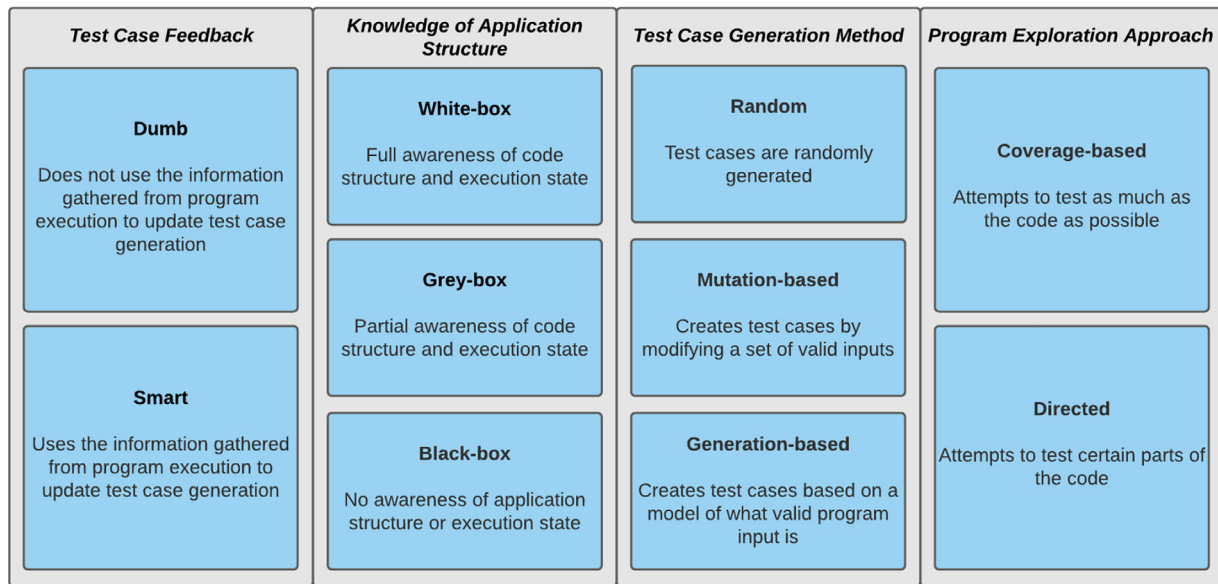 Test Case Feedback
Dumb
Does not use the information
gathered from program
execution to update test case
generation
Smart
Uses the information gathered
from program execution to
update test case generation
Knowledge of Application
Structure
White-box
Full awareness of code
structure and execution state
Grey-box
Partial awareness of code
structure and execution state
Black-box
No awareness of application
structure or execution state
Test Case Generation Method
Random
Test cases are randomly
generated
Mutation-based
Creates test cases by
modifying a set of valid inputs
Generation-based
Creates test cases based on a
model of what valid program
input is
Program Exploration Approach
Coverage-based
Attempts to test as much as
the code as possible
Directed
Attempts to test certain parts of
the code